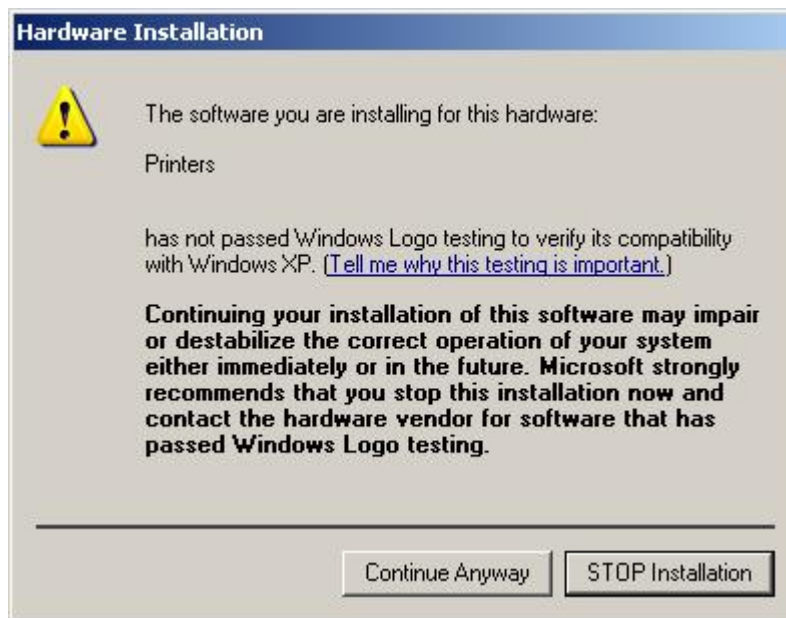 Hardware Installation
The software you are installing for this hardware:
Printers
has not passed Windows Logo testing to verify its compatibility
with Windows XP. (Tell me why this testing is important.)
Continuing your installation of this software may impair
or destabilize the correct operation of your system
either immediately or in the future. Microsoft strongly
recommends that you stop this installation now and
contact the hardware vendor for software that has
passed Windows Logo testing.
Continue Anyway
STOP Installation